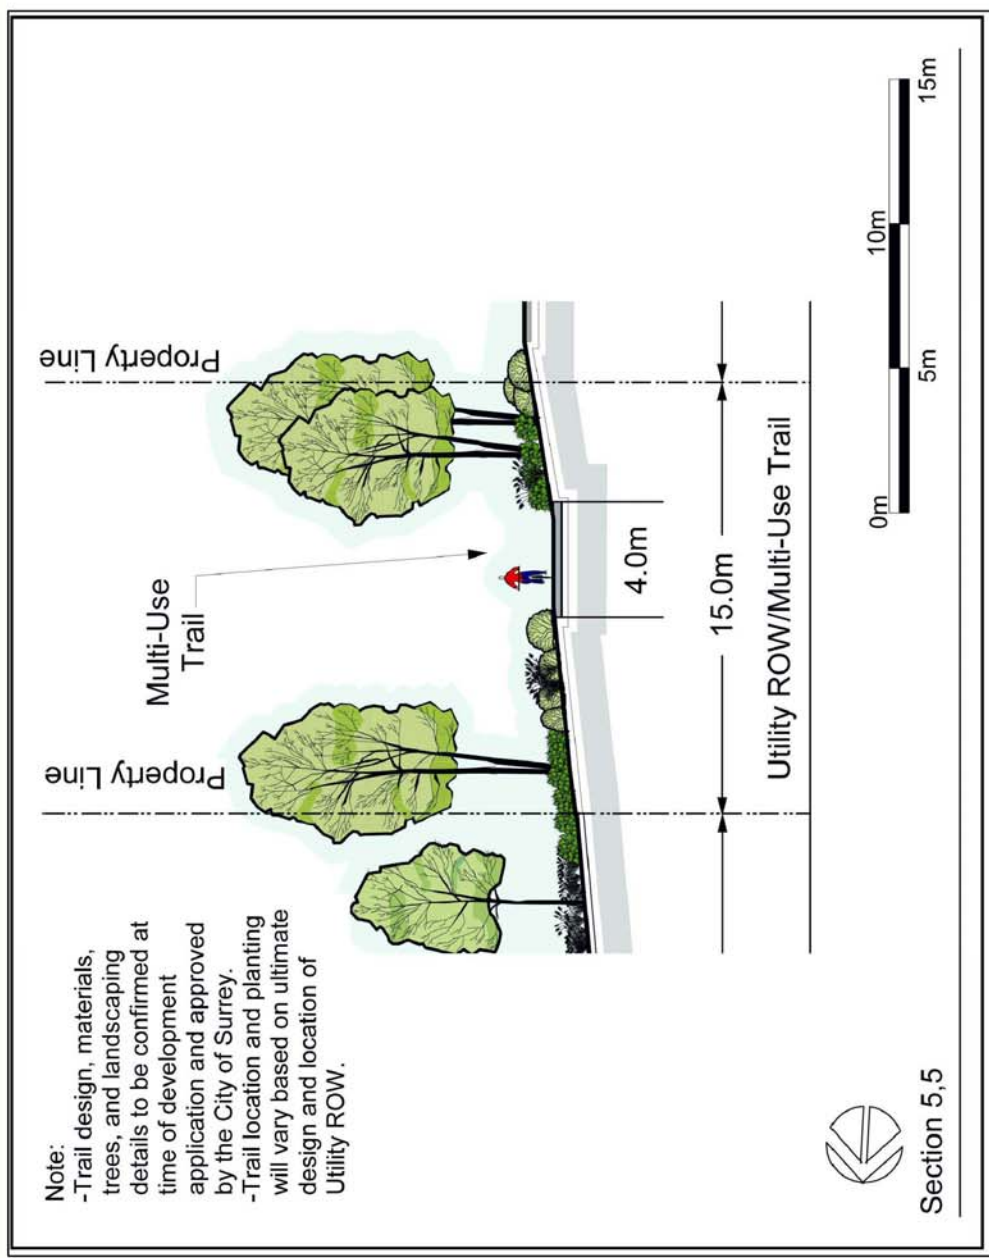 Note:
-Trail design, materials,
trees, and landscaping
details to be confirmed at
time of development
application and approved
by the City of Surrey.
-Trail location and planting
will vary based on ultimate
design and location of
Utility ROW.
Property Line
Multi-Use
Trail
Property Line
4.0m
15.0m
Utility ROW/Multi-Use Trail
Section 5,5
0m
5m
10m
15m